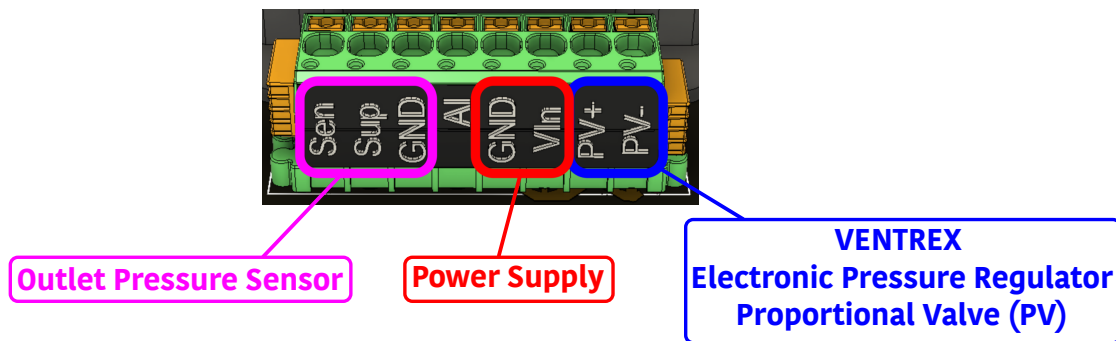 Sen
Sup
GND
AI
GND
VIn
PV+
PV-
Outlet Pressure Sensor
Power Supply
VENTREX
Electronic Pressure Regulator
Proportional Valve (PV)